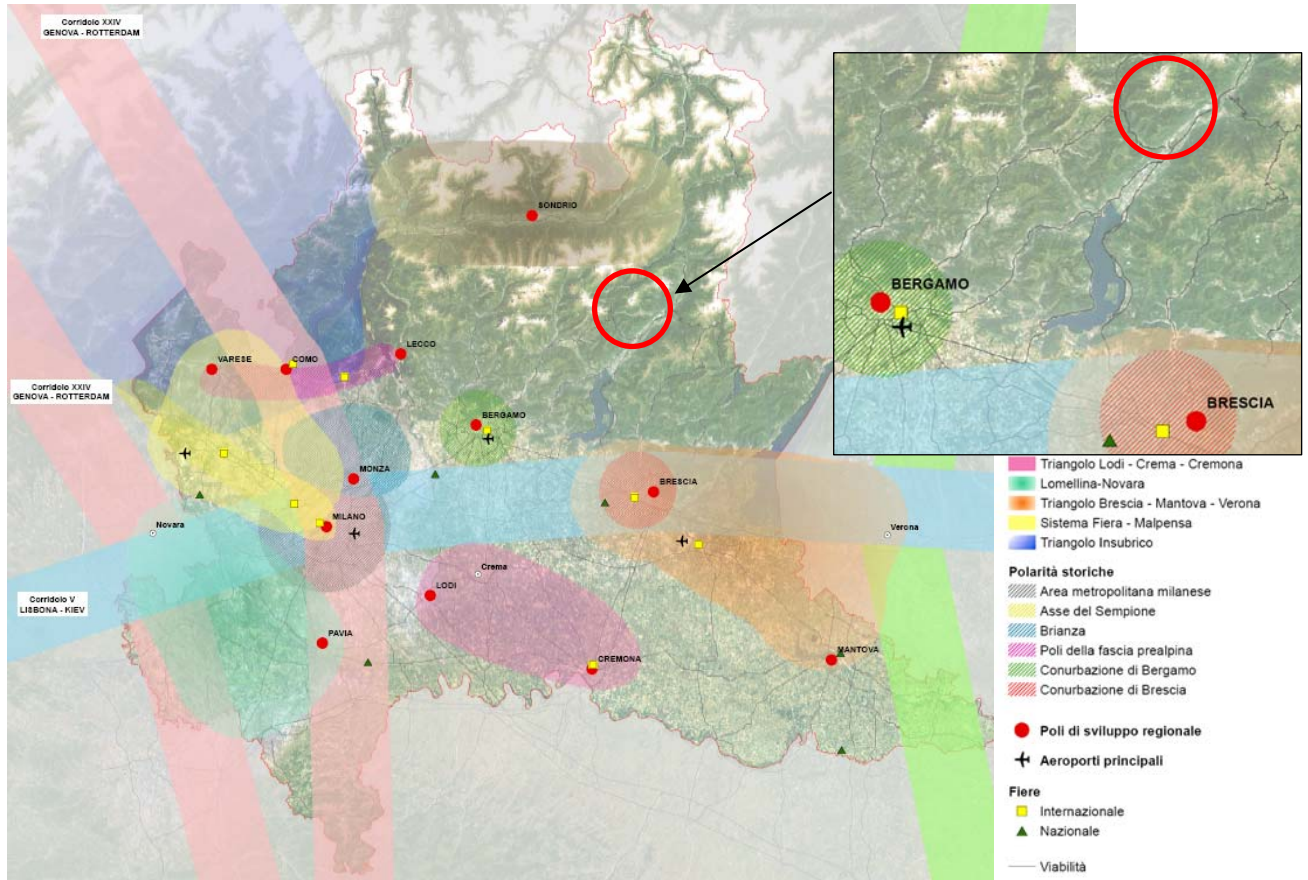 Corridoio XXIV
GENOVA - ROTTERDAM
SONDRIO
VARESE
COMO
LECCO
Corridoio XXIV
GENOVA - ROTTERDAM
BERGAMO
MONZA
BRESCIA
MILANO
Novara
Verona
Crema
LODI
Corridoio V
LISBONA - KIEV
PAVIA
CREMONA
MANTOVA
BERGAMO
BRESCIA
Triangolo Lodi - Crema - Cremona
Lomellina-Novara
Triangolo Brescia - Mantova - Verona
Sistema Fiera - Malpensa
Triangolo Insubrico
Polarità storiche
Area metropolitana milanese
Asse del Sempione
Brianza
Poli della fascia prealpina
Conurbazione di Bergamo
Conurbazione di Brescia
Poli di sviluppo regionale
Aeroporti principali
Fiere
Internazionale
Nazionale
Viabilità